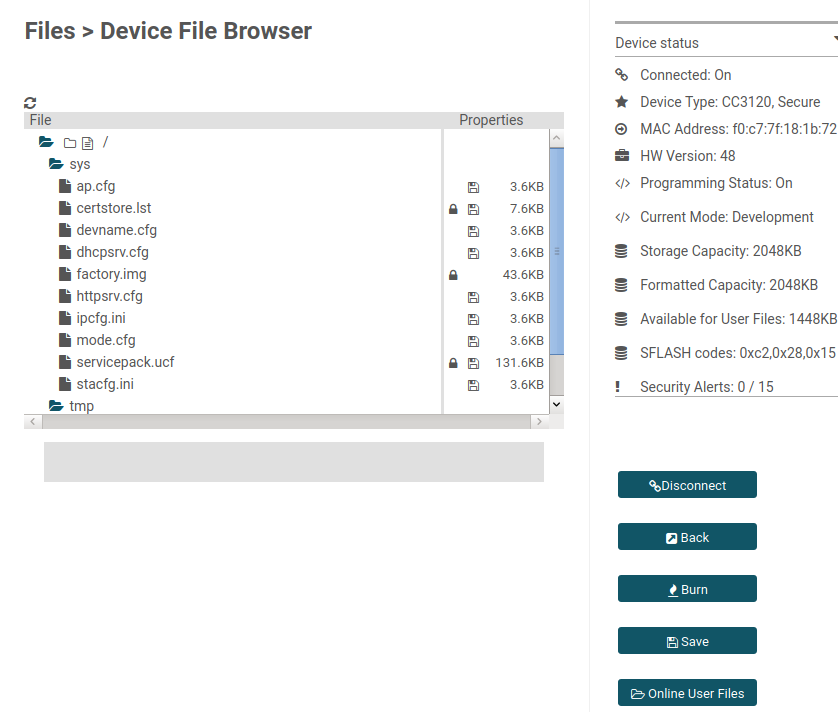 Files > Device File Browser
File Properties
/
sys
ap.cfg 3.6KB
certstore.lst 7.6KB
devname.cfg 3.6KB
dhcpsrv.cfg 3.6KB
factory.img 43.6KB
httpsrv.cfg 3.6KB
ipcfg.ini 3.6KB
mode.cfg 3.6KB
servicepack.ucf 131.6KB
stacfg.ini 3.6KB
tmp
Device status
Connected: On
Device Type: CC3120, Secure
MAC Address: f0:c7:7f:18:1b:72
HW Version: 48
Programming Status: On
Current Mode: Development
Storage Capacity: 2048KB
Formatted Capacity: 2048KB
Available for User Files: 1448KB
SFLASH codes: 0xc2,0x28,0x15
Security Alerts: 0 / 15
Disconnect
Back
Burn
Save
Online User Files